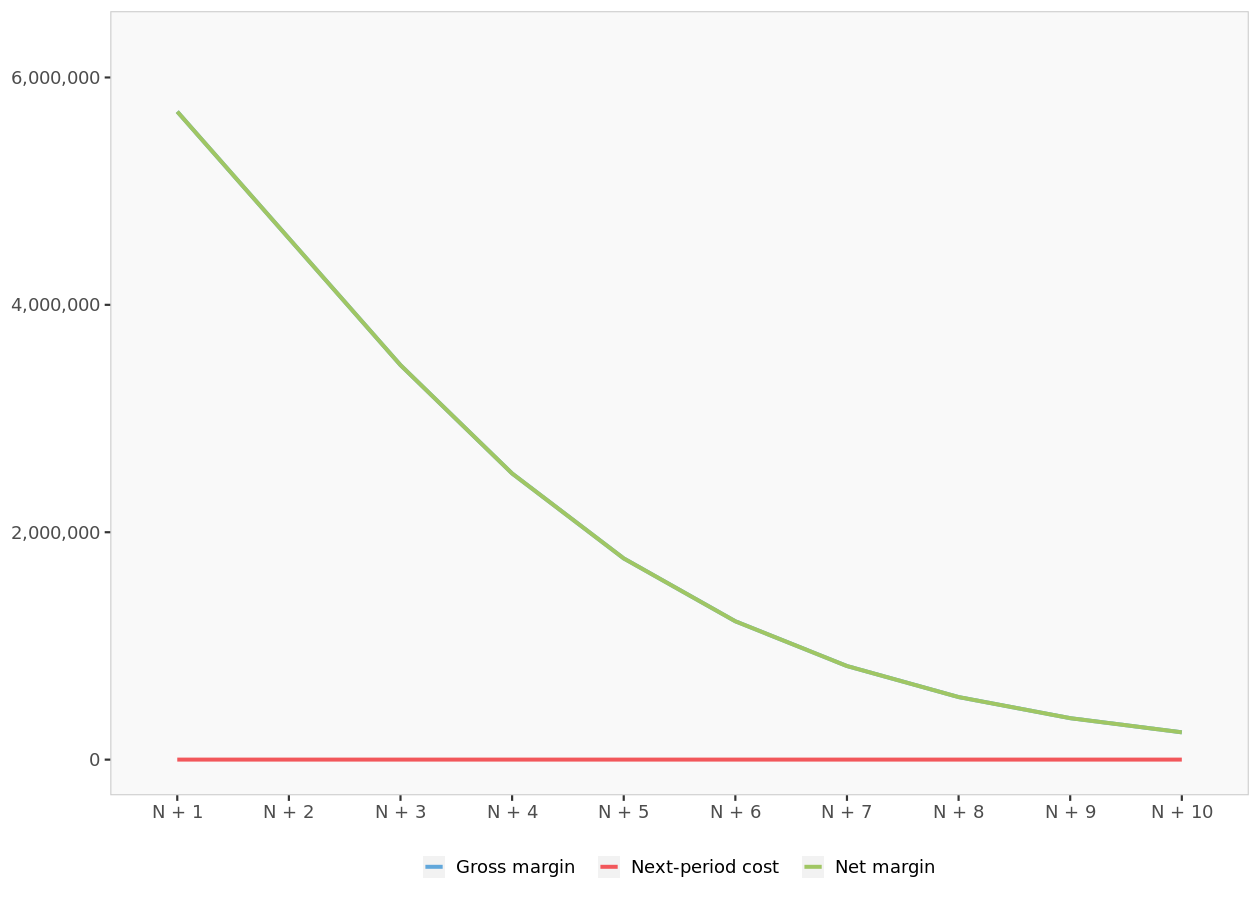 6,000,000
4,000,000
2,000,000
0
N + 1 N + 2 N + 3 N + 4 N + 5 N + 6 N + 7 N + 8 N + 9 N + 10
Gross margin Next-period cost Net margin